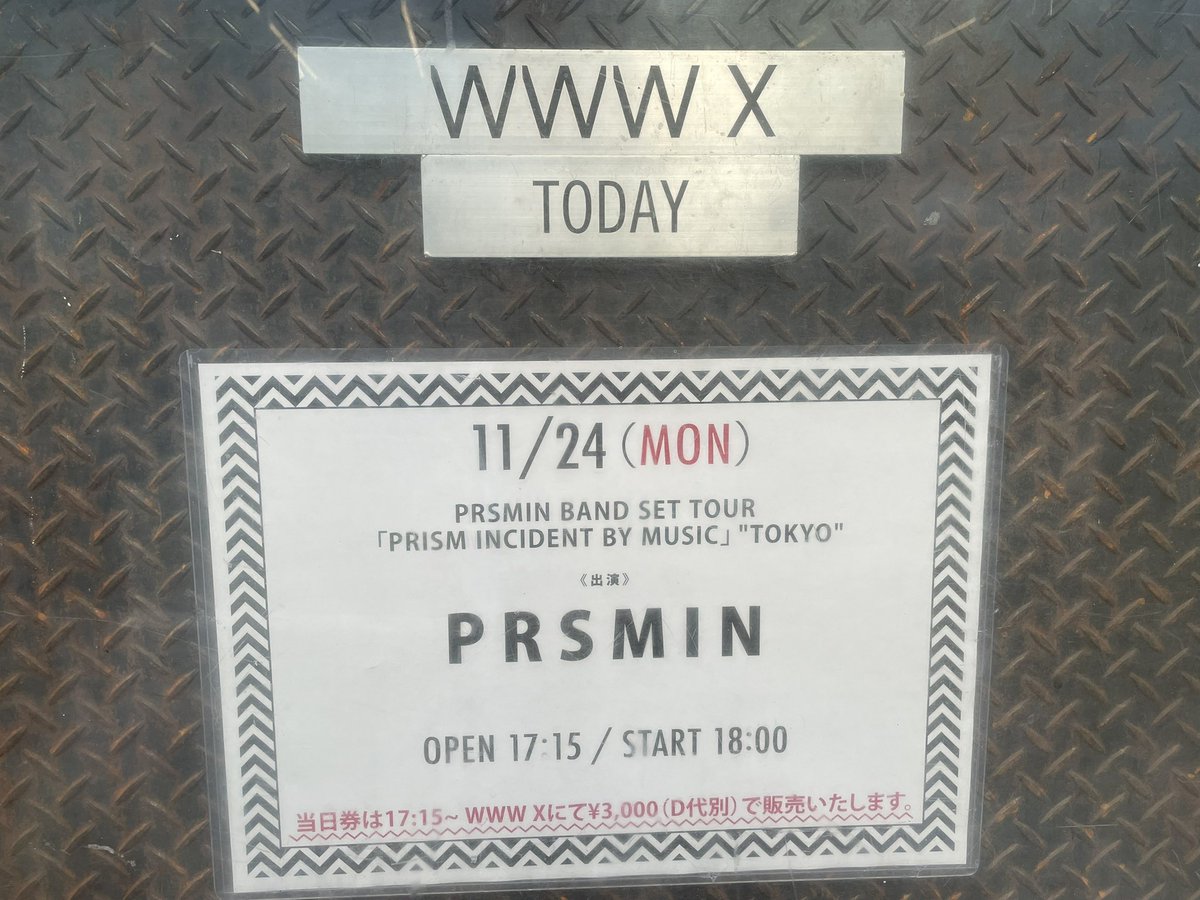 WWW X
TODAY
11/24(MON)
PRSMIN BAND SET TOUR
「PRISM INCIDENT BY MUSIC」"TOKYO"
《出演》
PRSMIN
OPEN 17:15 / START 18:00
当日券は17:15~ WWW Xにて¥3,000(D代別)で販売いたします。